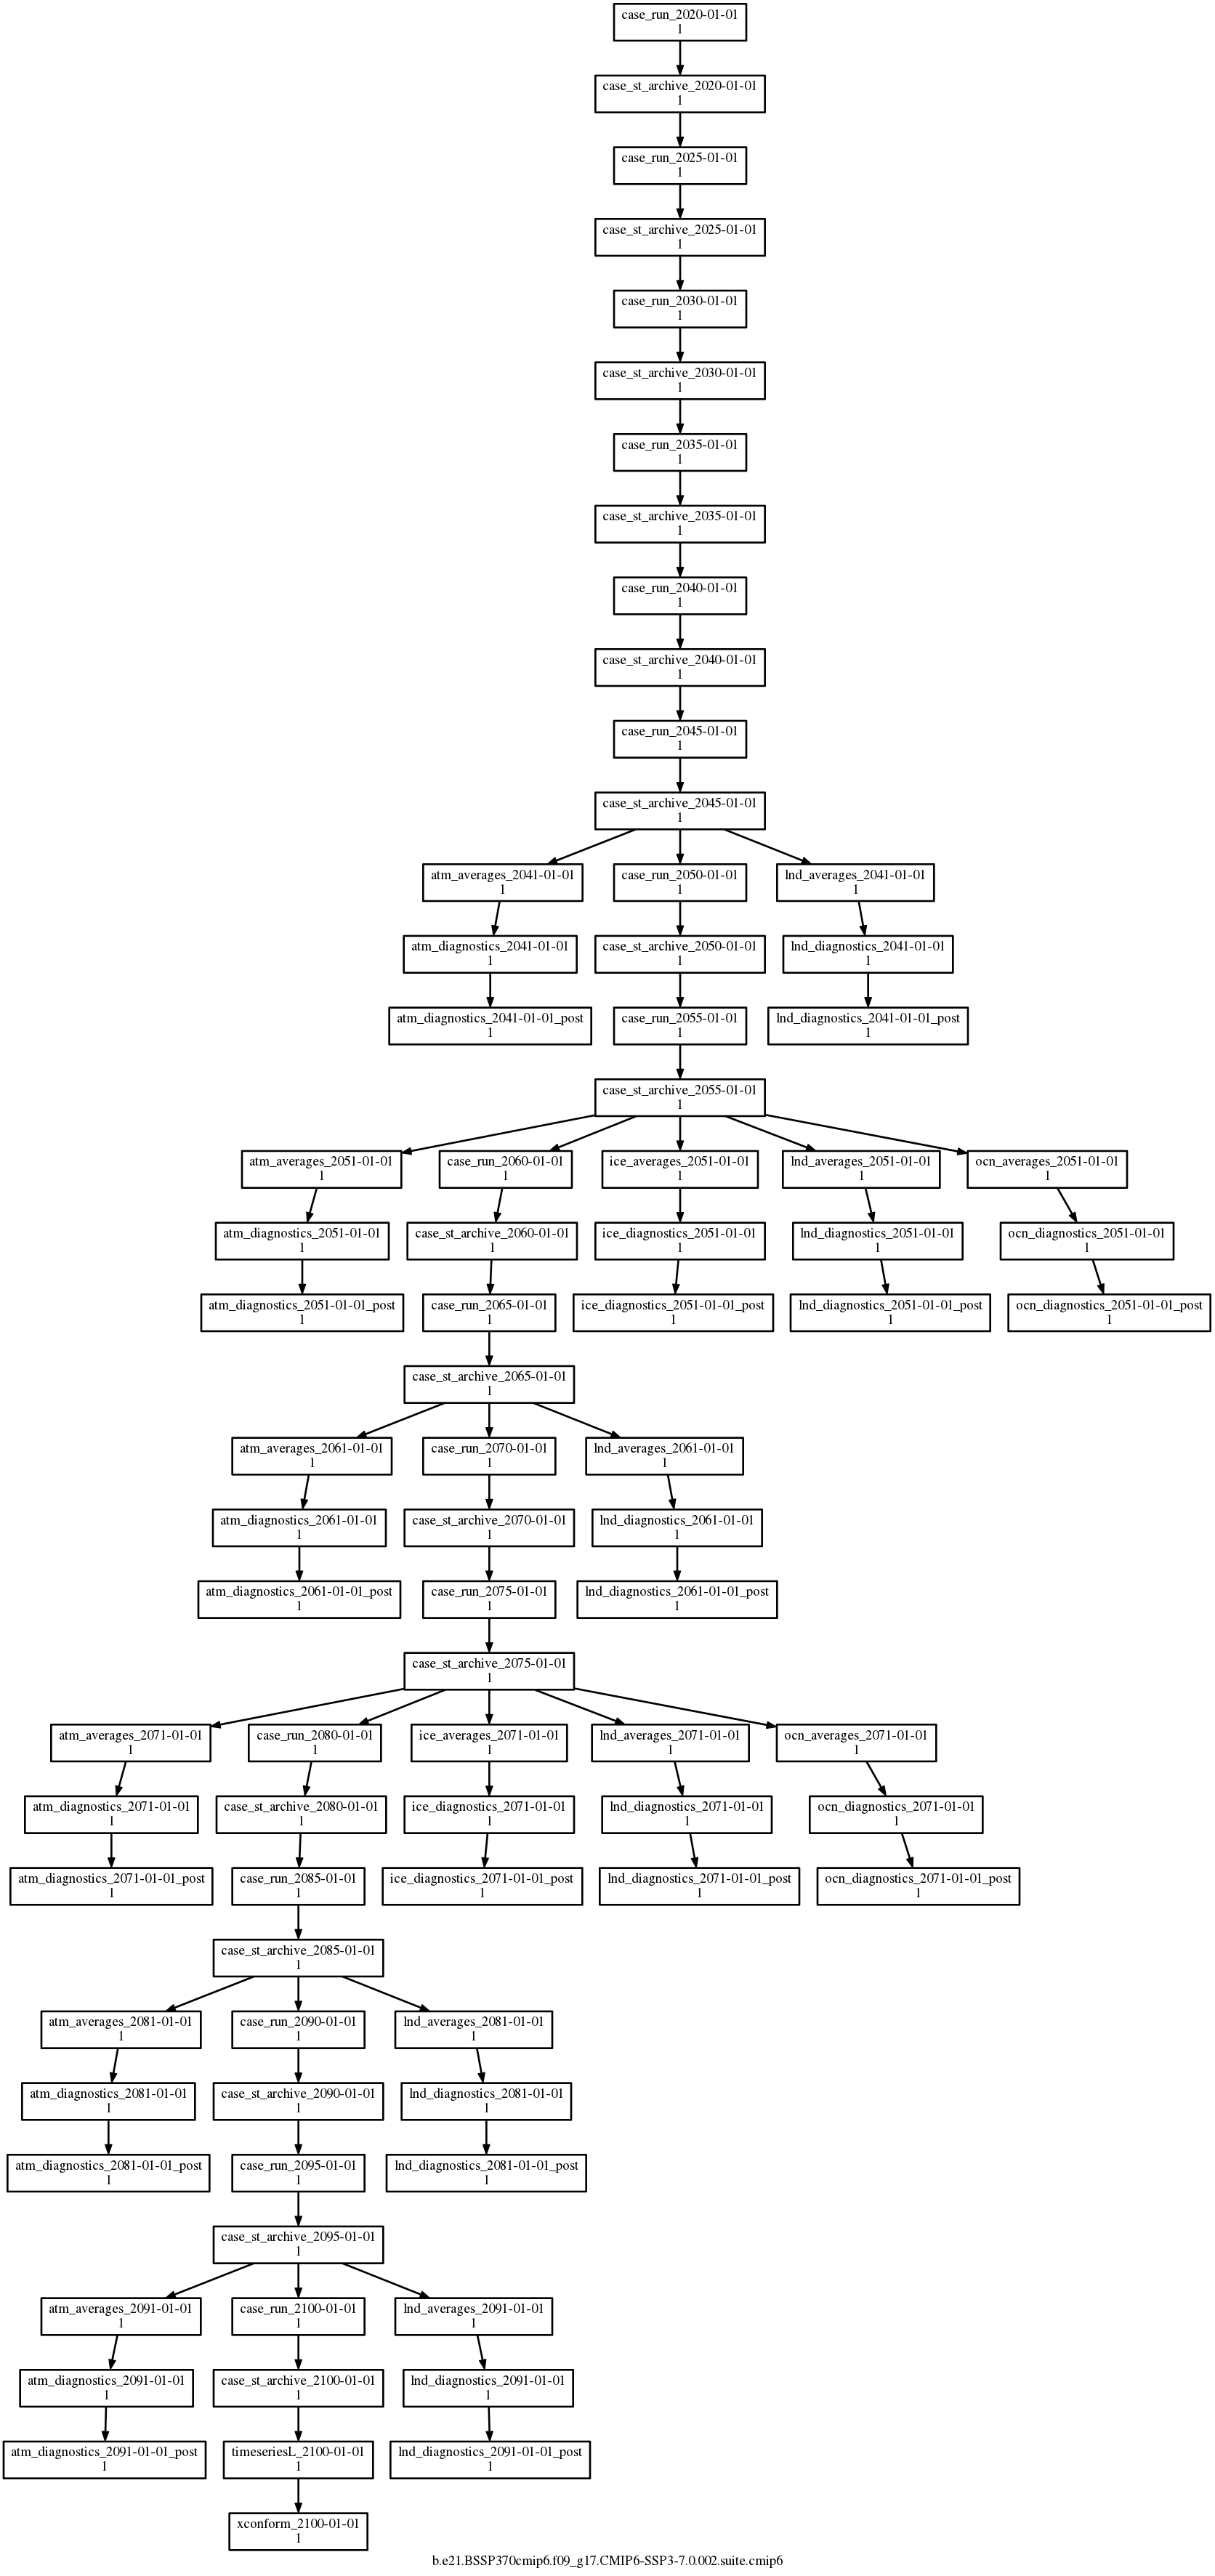 case_run_2020-01-01
1
case_st_archive_2020-01-01
1
case_run_2025-01-01
1
case_st_archive_2025-01-01
1
case_run_2030-01-01
1
case_st_archive_2030-01-01
1
case_run_2035-01-01
1
case_st_archive_2035-01-01
1
case_run_2040-01-01
1
case_st_archive_2040-01-01
1
case_run_2045-01-01
1
case_st_archive_2045-01-01
1
atm_averages_2041-01-01
1
case_run_2050-01-01
1
lnd_averages_2041-01-01
1
atm_diagnostics_2041-01-01
1
case_st_archive_2050-01-01
1
lnd_diagnostics_2041-01-01
1
atm_diagnostics_2041-01-01_post
1
case_run_2055-01-01
1
lnd_diagnostics_2041-01-01_post
1
case_st_archive_2055-01-01
1
atm_averages_2051-01-01
1
case_run_2060-01-01
1
ice_averages_2051-01-01
1
lnd_averages_2051-01-01
1
ocn_averages_2051-01-01
1
atm_diagnostics_2051-01-01
1
case_st_archive_2060-01-01
1
ice_diagnostics_2051-01-01
1
lnd_diagnostics_2051-01-01
1
ocn_diagnostics_2051-01-01
1
atm_diagnostics_2051-01-01_post
1
case_run_2065-01-01
1
ice_diagnostics_2051-01-01_post
1
lnd_diagnostics_2051-01-01_post
1
ocn_diagnostics_2051-01-01_post
1
case_st_archive_2065-01-01
1
atm_averages_2061-01-01
1
case_run_2070-01-01
1
lnd_averages_2061-01-01
1
atm_diagnostics_2061-01-01
1
case_st_archive_2070-01-01
1
lnd_diagnostics_2061-01-01
1
atm_diagnostics_2061-01-01_post
1
case_run_2075-01-01
1
lnd_diagnostics_2061-01-01_post
1
case_st_archive_2075-01-01
1
atm_averages_2071-01-01
1
case_run_2080-01-01
1
ice_averages_2071-01-01
1
lnd_averages_2071-01-01
1
ocn_averages_2071-01-01
1
atm_diagnostics_2071-01-01
1
case_st_archive_2080-01-01
1
ice_diagnostics_2071-01-01
1
lnd_diagnostics_2071-01-01
1
ocn_diagnostics_2071-01-01
1
atm_diagnostics_2071-01-01_post
1
case_run_2085-01-01
1
ice_diagnostics_2071-01-01_post
1
lnd_diagnostics_2071-01-01_post
1
ocn_diagnostics_2071-01-01_post
1
case_st_archive_2085-01-01
1
atm_averages_2081-01-01
1
case_run_2090-01-01
1
lnd_averages_2081-01-01
1
atm_diagnostics_2081-01-01
1
case_st_archive_2090-01-01
1
lnd_diagnostics_2081-01-01
1
atm_diagnostics_2081-01-01_post
1
case_run_2095-01-01
1
lnd_diagnostics_2081-01-01_post
1
case_st_archive_2095-01-01
1
atm_averages_2091-01-01
1
case_run_2100-01-01
1
lnd_averages_2091-01-01
1
atm_diagnostics_2091-01-01
1
case_st_archive_2100-01-01
1
lnd_diagnostics_2091-01-01
1
atm_diagnostics_2091-01-01_post
1
timeseriesL_2100-01-01
1
lnd_diagnostics_2091-01-01_post
1
xconform_2100-01-01
1
b.e21.BSSP370cmip6.f09_g17.CMIP6-SSP3-7.0.002.suite.cmip6